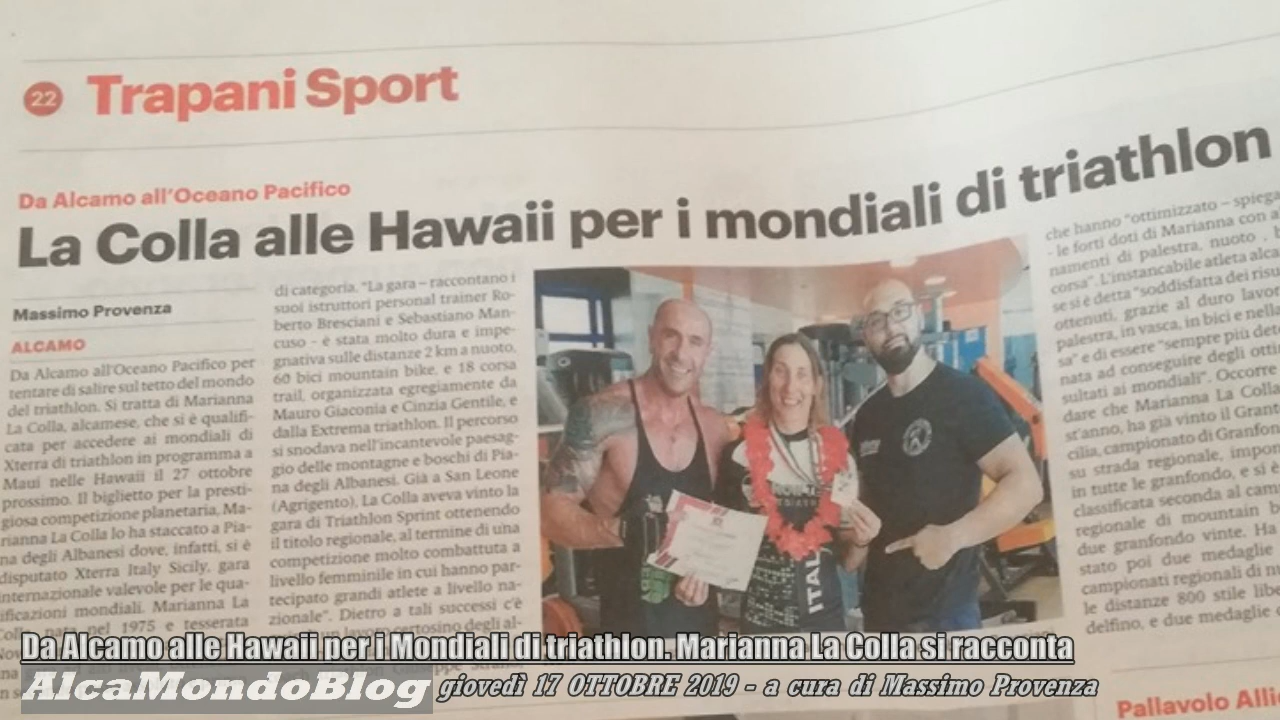 22 Trapani Sport
Da Alcamo all'Oceano Pacifico
La Colla alle Hawaii per i mondiali di triathlon
Massimo Provenza
ALCAMO
Da Alcamo all'Oceano Pacifico per
tentare di salire sul tetto del mondo
del triathlon. Si tratta di Marianna
La Colla, alcamese, che si è qualifi-
cata per accedere ai mondiali di
Xterra di triathlon in programma a
Maui nelle Hawaii il 27 ottobre
prossimo. Il biglietto per la presti-
giosa competizione planetaria, Ma-
rianna La Colla lo ha staccato a Pia-
na degli Albanesi dove, infatti, si è
disputato Xterra Italy Sicily, gara
internazionale valevole per le qua-
ificazioni mondiali. Marianna La
nata nel 1975 e tesserata
di categoria. "La gara – raccontano i
suoi istruttori personal trainer Ro-
berto Bresciani e Sebastiano Man-
cuso - è stata molto dura e impe-
gnativa sulle distanze 2 km a nuoto,
60 bici mountain bike, e 18 corsa
trail, organizzata egregiamente da
Mauro Giaconia e Cinzia Gentile, e
dalla Extrema triathlon. Il percorso
si snodava nell'incantevole paesag-
gio delle montagne e boschi di Pia-
na degli Albanesi. Già a San Leone
(Agrigento), La Colla aveva vinto la
gara di Triathlon Sprint ottenendo
il titolo regionale, al termine di una
competizione molto combattuta a
livello femminile in cui hanno par-
tecipato grandi atlete a livello na-
zionale". Dietro a tali successi c'è
un lavoro certosino degli al-
ITALI
che hanno "ottimizzato – spiega
- le forti doti di Marianna con a
namenti di palestra, nuoto , b
corsa". L'instancabile atleta alca
se si è detta "soddisfatta dei risu
ottenuti, grazie al duro lavor
palestra, in vasca, in bici e nella
sa" e di essere "sempre più det
nata ad conseguire degli ottim
sultati ai mondiali". Occorre
dare che Marianna La Colla
st'anno, ha già vinto il Grant
cilia, campionato di Granfon
su strada regionale, imponta
in tutte le granfondo, e si è
classificata seconda al cam
regionale di mountain b
due granfondo vinte. Ha
stato poi due medaglie
campionati regionali di nu
le distanze 800 stile libe
delfino, e due medaglie
Da Alcamo alle Hawaii per i Mondiali di triathlon. Marianna La Colla si racconta
AlcaMondoBlog giovedì 17 OTTOBRE 2019 - a cura di Massimo Provenza
Pallavolo Allie